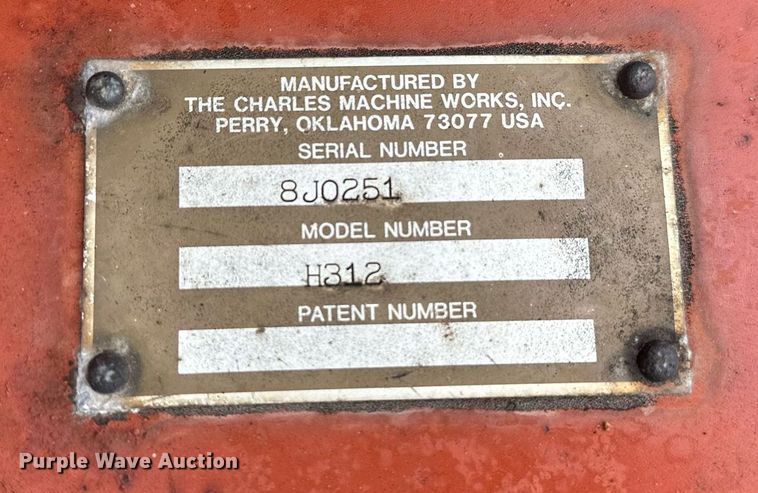 MANUFACTURED BY
THE CHARLES MACHINE WORKS, INC.
PERRY, OKLAHOMA 73077 USA
SERIAL NUMBER
8J0251
MODEL NUMBER
H312
PATENT NUMBER
Purple Wave Auction